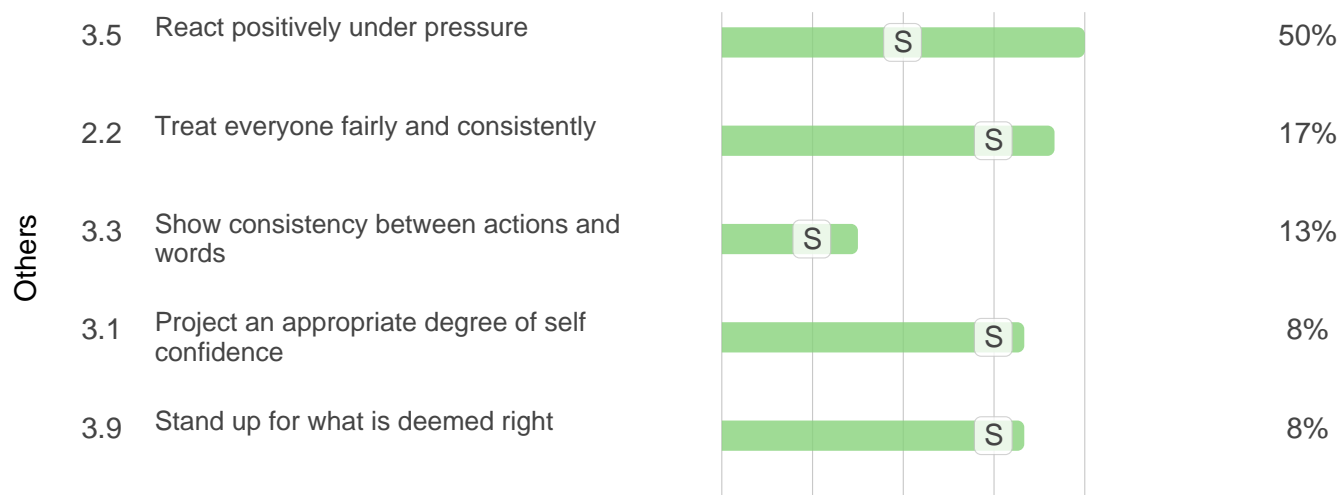 Others
3.5 React positively under pressure S 50%
2.2 Treat everyone fairly and consistently S 17%
3.3 Show consistency between actions and
words S 13%
3.1 Project an appropriate degree of self
confidence S 8%
3.9 Stand up for what is deemed right S 8%